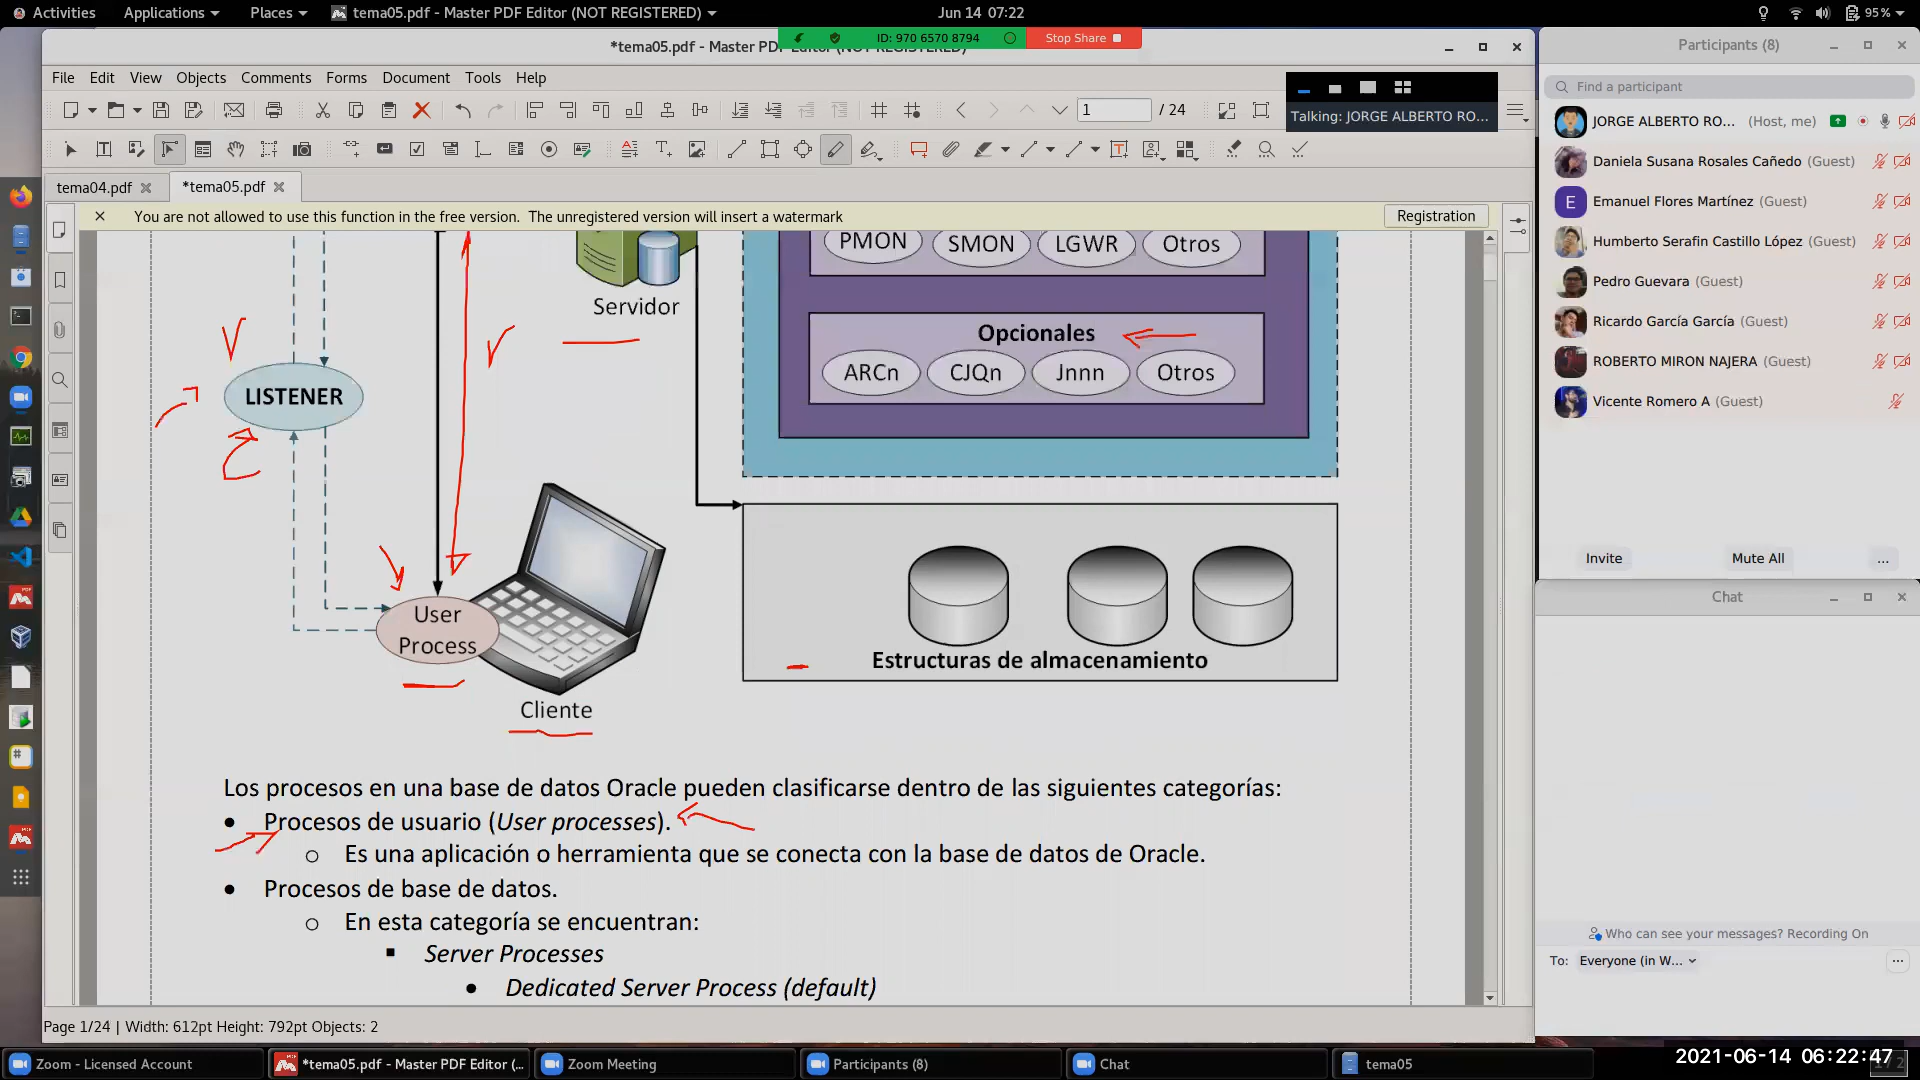 Activities Applications Places tema05.pdf - Master PDF Editor (NOT REGISTERED) Jun 14 07:22 95%
*tema05.pdf - Master PDF Editor (NOT REGISTERED)
ID: 970 6570 8794 Stop Share
File Edit View Objects Comments Forms Document Tools Help
1 / 24
Talking: JORGE ALBERTO RO...
tema04.pdf *tema05.pdf
You are not allowed to use this function in the free version. The unregistered version will insert a watermark Registration
PMON SMON LGWR Otros
Servidor
Opcionales
ARCn CJQn Jnnn Otros
LISTENER
User
Process
Estructuras de almacenamiento
Cliente
Los procesos en una base de datos Oracle pueden clasificarse dentro de las siguientes categorías:
• Procesos de usuario (User processes).
o Es una aplicación o herramienta que se conecta con la base de datos de Oracle.
• Procesos de base de datos.
o En esta categoría se encuentran:
▪ Server Processes
• Dedicated Server Process (default)
Page 1/24 | Width: 612pt Height: 792pt Objects: 2
Participants (8)
Find a participant
JORGE ALBERTO RO... (Host, me)
Daniela Susana Rosales Cañedo (Guest)
E Emanuel Flores Martínez (Guest)
Humberto Serafin Castillo López (Guest)
Pedro Guevara (Guest)
Ricardo García García (Guest)
ROBERTO MIRON NAJERA (Guest)
Vicente Romero A (Guest)
Invite Mute All ...
Chat
Who can see your messages? Recording On
To: Everyone (in W... ...
Zoom - Licensed Account *tema05.pdf - Master PDF Editor (... Zoom Meeting Participants (8) Chat tema05
2021-06-14 06:22:47